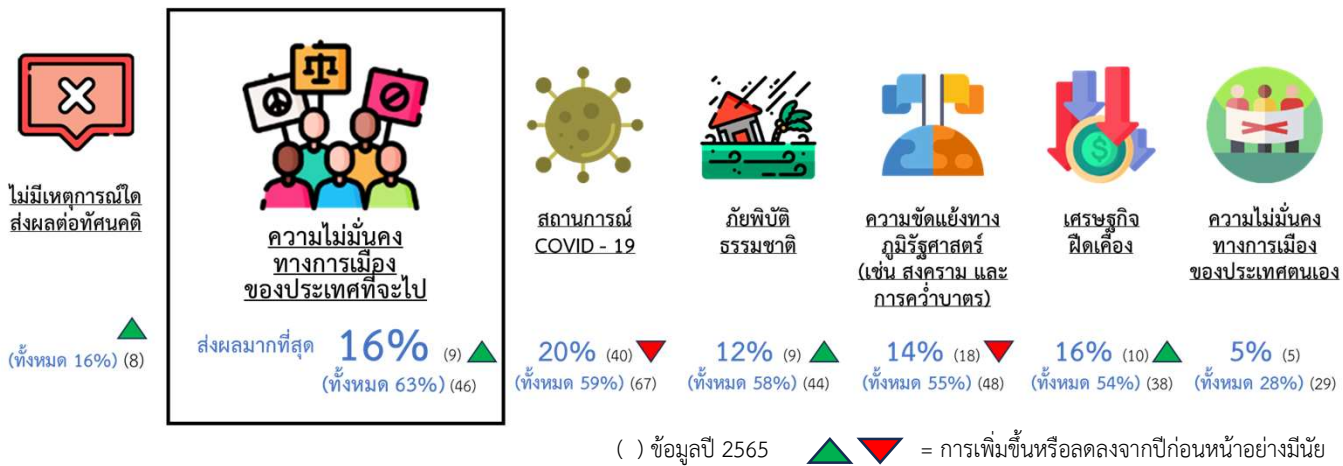 ไม่มีเหตุการณ์ใด
ส่งผลต่อทัศนคติ
(ทั้งหมด 16%) (8)
ความไม่มั่นคง
ทางการเมือง
ของประเทศที่จะไป
ส่งผลมากที่สุด 16% (9)
(ทั้งหมด 63%) (46)
สถานการณ์
COVID - 19
20% (40)
(ทั้งหมด 59%) (67)
ภัยพิบัติ
ธรรมชาติ
12% (9)
(ทั้งหมด 58%) (44)
ความขัดแย้งทาง
ภูมิรัฐศาสตร์
(เช่น สงคราม และ
การคว่ำบาตร)
14% (18)
(ทั้งหมด 55%) (48)
เศรษฐกิจ
ฝืดเคือง
16% (10)
(ทั้งหมด 54%) (38)
ความไม่มั่นคง
ทางการเมือง
ของประเทศตนเอง
5% (5)
(ทั้งหมด 28%) (29)
( ) ข้อมูลปี 2565 = การเพิ่มขึ้นหรือลดลงจากปีก่อนหน้าอย่างมีนัย